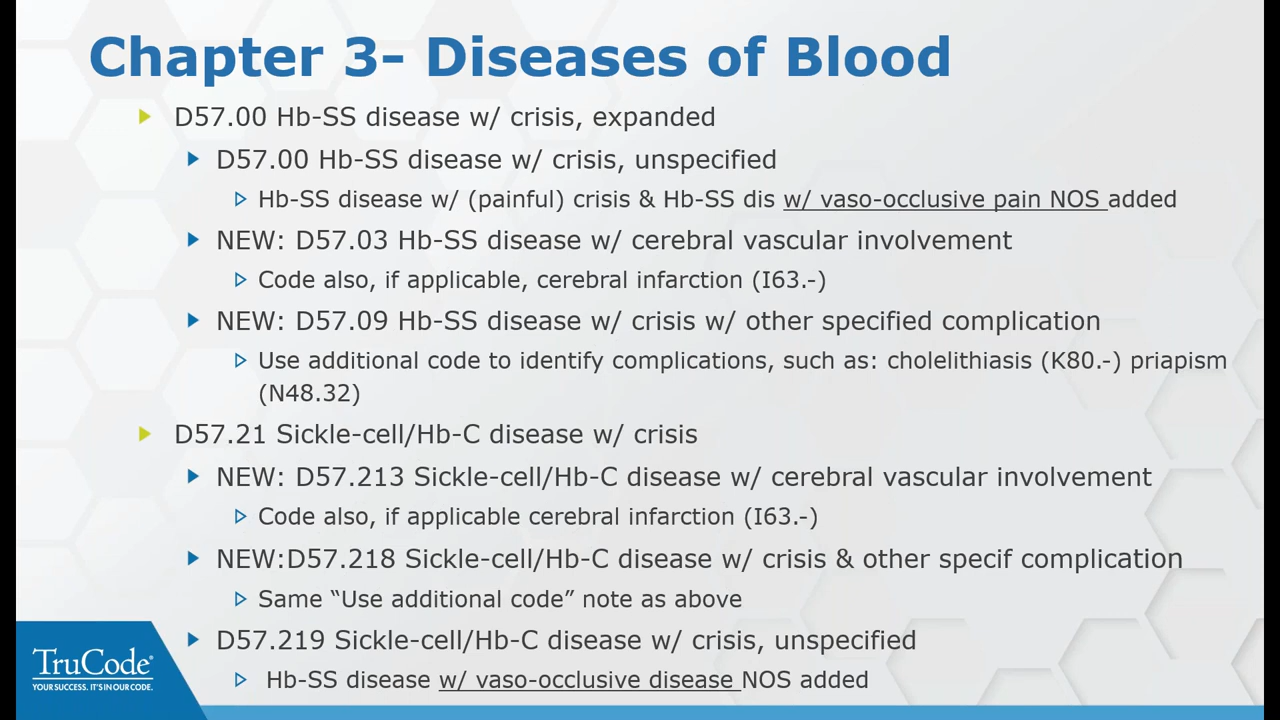 Chapter 3- Diseases of Blood
D57.00 Hb-SS disease w/ crisis, expanded
D57.00 Hb-SS disease w/ crisis, unspecified
Hb-SS disease w/ (painful) crisis & Hb-SS dis w/ vaso-occlusive pain NOS added
NEW: D57.03 Hb-SS disease w/ cerebral vascular involvement
Code also, if applicable, cerebral infarction (I63.-)
NEW: D57.09 Hb-SS disease w/ crisis w/ other specified complication
Use additional code to identify complications, such as: cholelithiasis (K80.-) priapism
(N48.32)
D57.21 Sickle-cell/Hb-C disease w/ crisis
NEW: D57.213 Sickle-cell/Hb-C disease w/ cerebral vascular involvement
Code also, if applicable cerebral infarction (I63.-)
NEW:D57.218 Sickle-cell/Hb-C disease w/ crisis & other specif complication
Same “Use additional code” note as above
D57.219 Sickle-cell/Hb-C disease w/ crisis, unspecified
Hb-SS disease w/ vaso-occlusive disease NOS added
TruCode®
YOUR SUCCESS. IT'S IN OUR CODE.